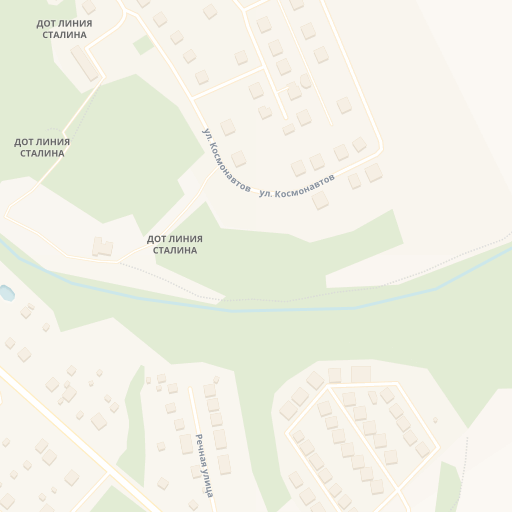 ДОТ ЛИНИЯ
СТАЛИНА
ДОТ ЛИНИЯ
СТАЛИНА
ул. Космонавтов
ул. Космонавтов
ДОТ ЛИНИЯ
СТАЛИНА
Речная улица